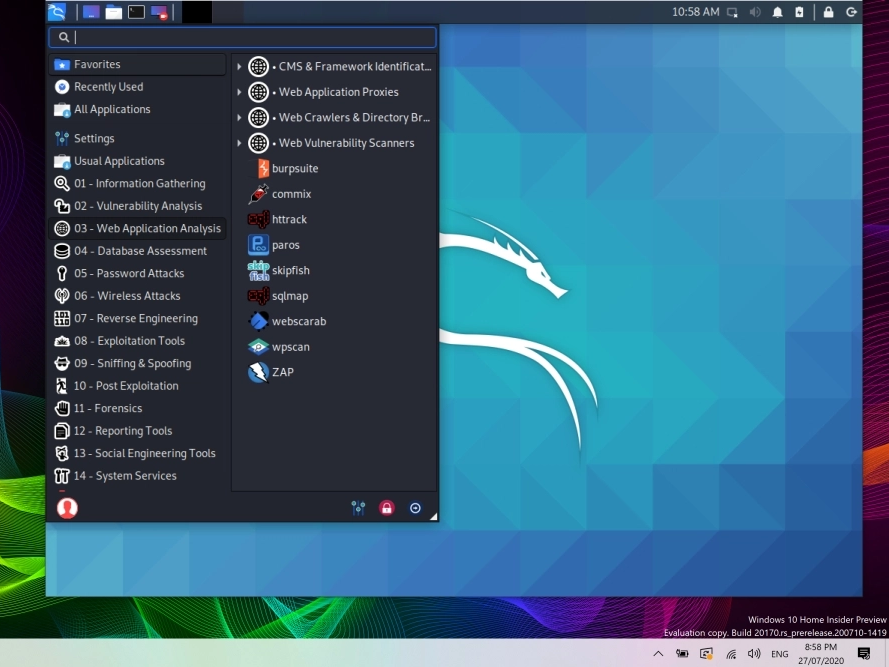 10:58 AM
Favorites
Recently Used
All Applications
Settings
Usual Applications
01 - Information Gathering
02 - Vulnerability Analysis
03 - Web Application Analysis
04 - Database Assessment
05 - Password Attacks
06 - Wireless Attacks
07 - Reverse Engineering
08 - Exploitation Tools
09 - Sniffing & Spoofing
10 - Post Exploitation
11 - Forensics
12 - Reporting Tools
13 - Social Engineering Tools
14 - System Services
• CMS & Framework Identificat...
• Web Application Proxies
• Web Crawlers & Directory Br...
• Web Vulnerability Scanners
burpsuite
commix
httrack
paros
skip
fish
skipfish
sqlmap
webscarab
wpscan
ZAP
Windows 10 Home Insider Preview
Evaluation copy. Build 20170.rs_prerelease.200710-1419
ENG
8:58 PM
27/07/2020